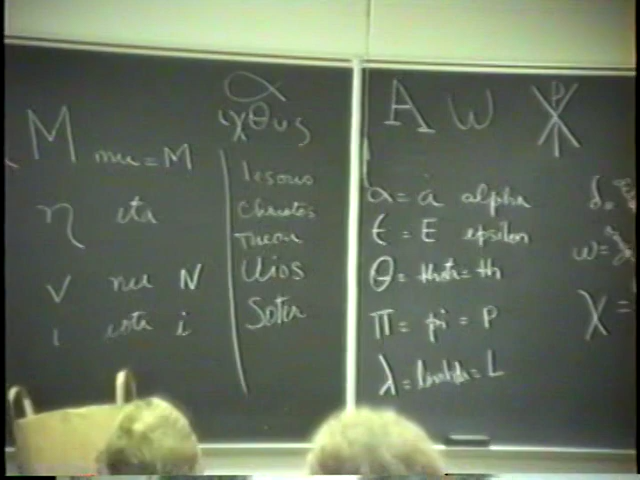 M mu = M
η eta
ν nu N
ι iota i
ιχθυς
Iesous
Christos
Theou
Uios
Soter
A ω
α = a alpha
ε = E epsilon
θ = theta = th
π = pi = P
λ = lambda = L
ω =
χ =